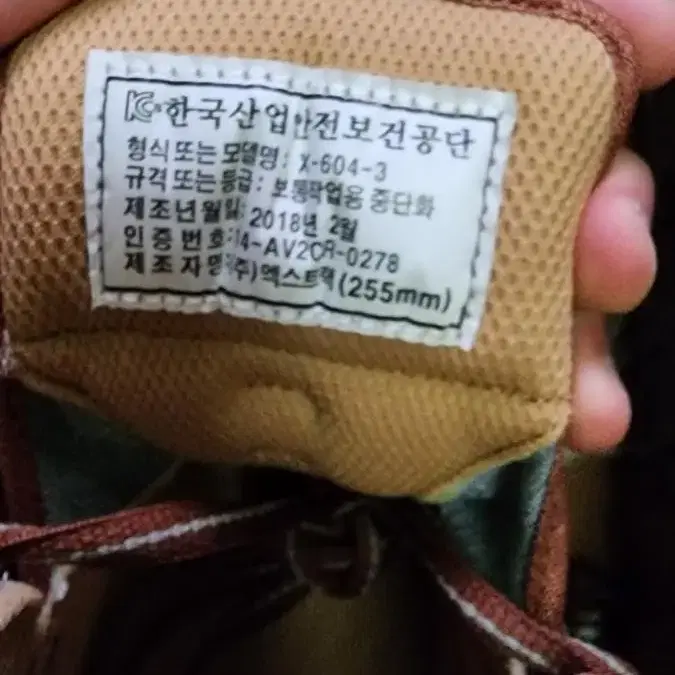 KCs 한국산업안전보건공단
형식 또는 모델명: X-604-3
규격 또는 등급: 보통작업용 중단화
제조년월일: 2018년 2월
인증번호:14-AV2CR-0278
제조자명:(주)엑스트랙(255mm)